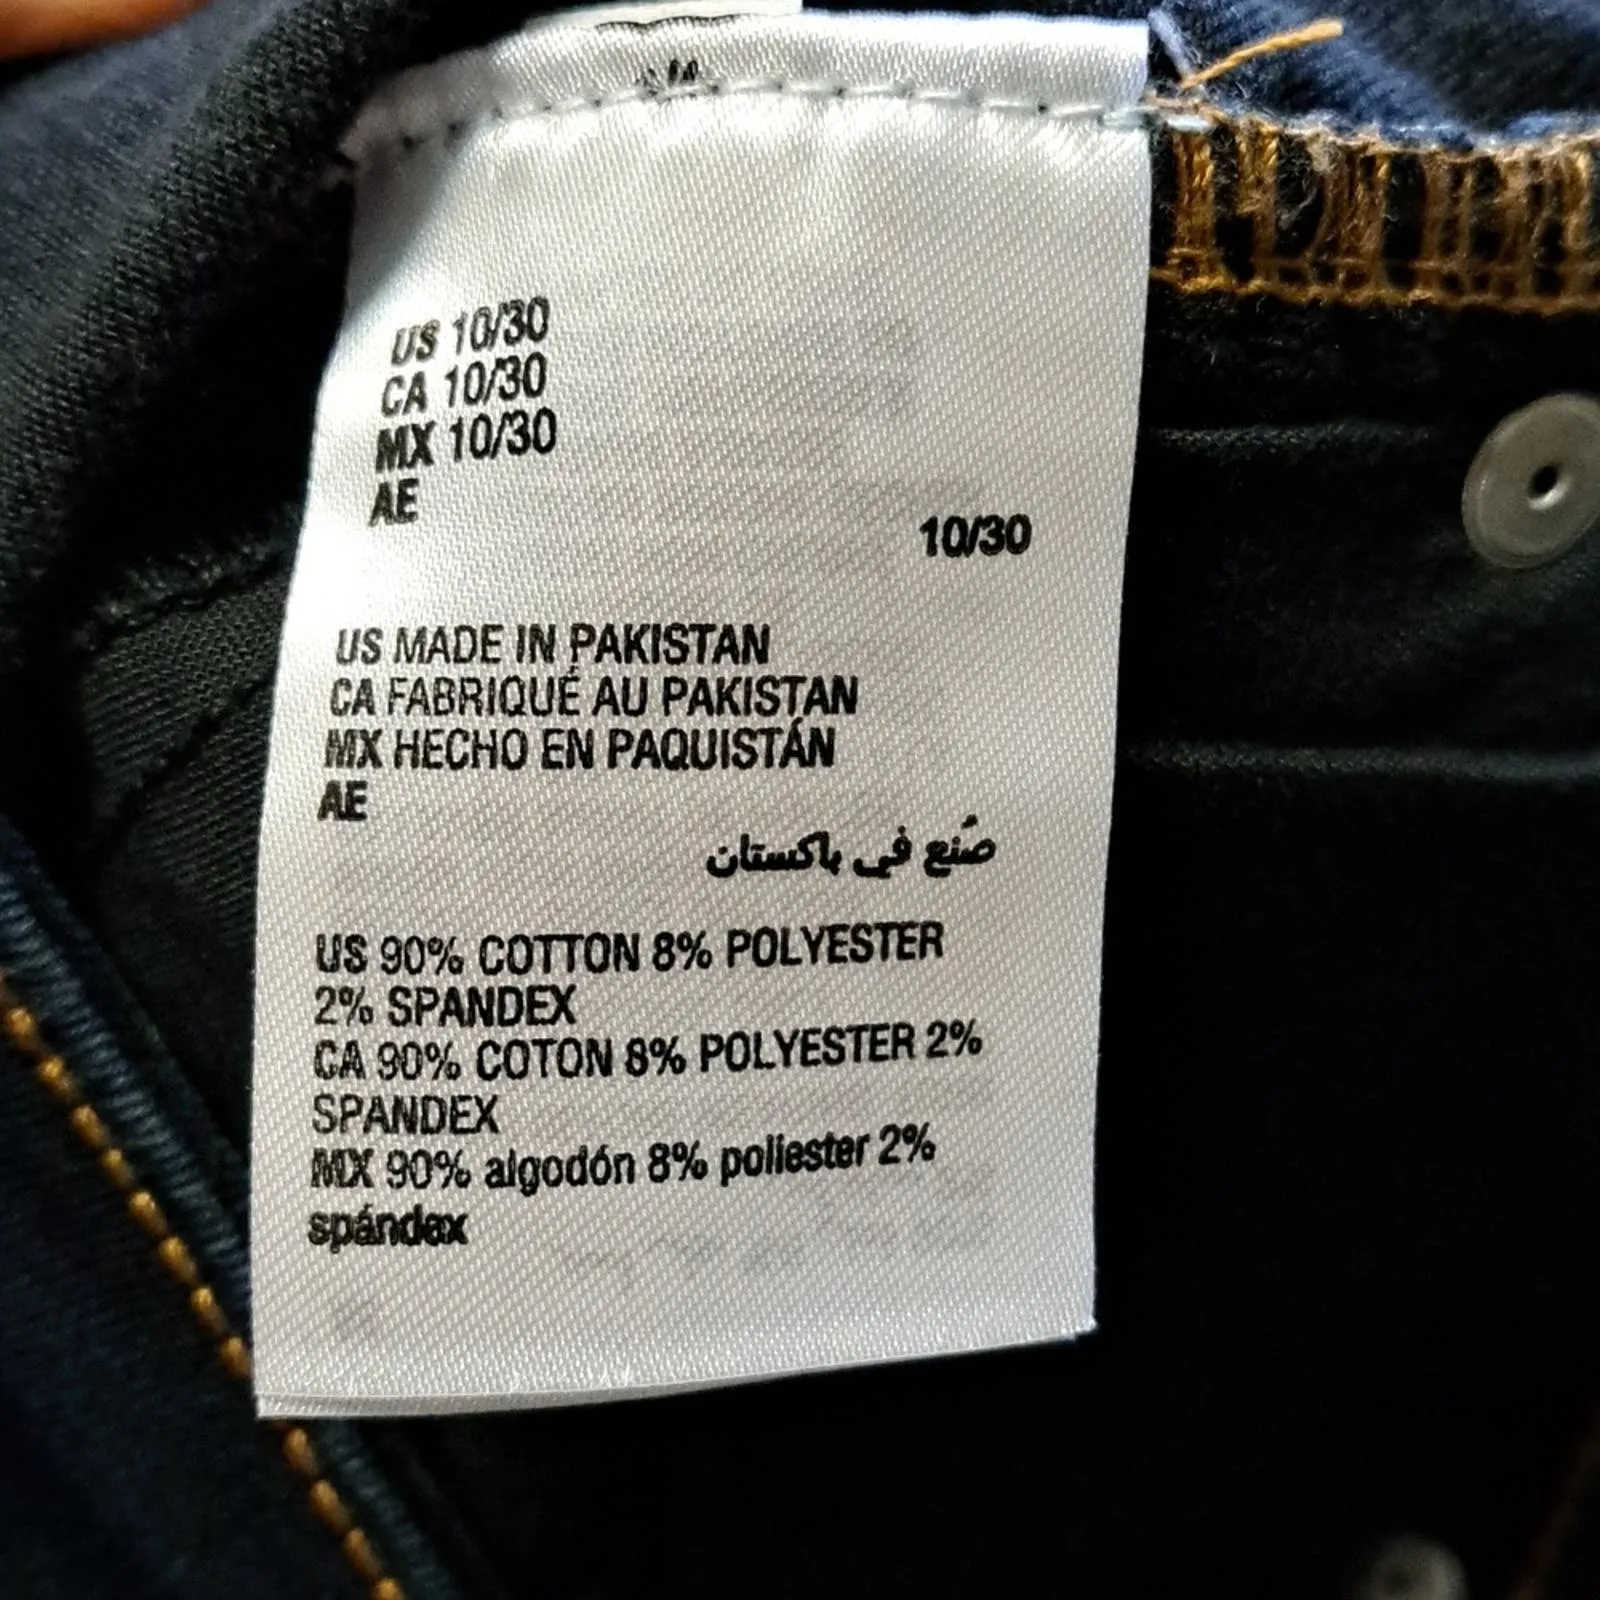 US 10/30
CA 10/30
MX 10/30
AE
10/30
US MADE IN PAKISTAN
CA FABRIQUÉ AU PAKISTAN
MX HECHO EN PAQUISTÁN
AE
صُنع في باكستان
US 90% COTTON 8% POLYESTER
2% SPANDEX
CA 90% COTON 8% POLYESTER 2%
SPANDEX
MX 90% algodón 8% poliester 2%
spándex